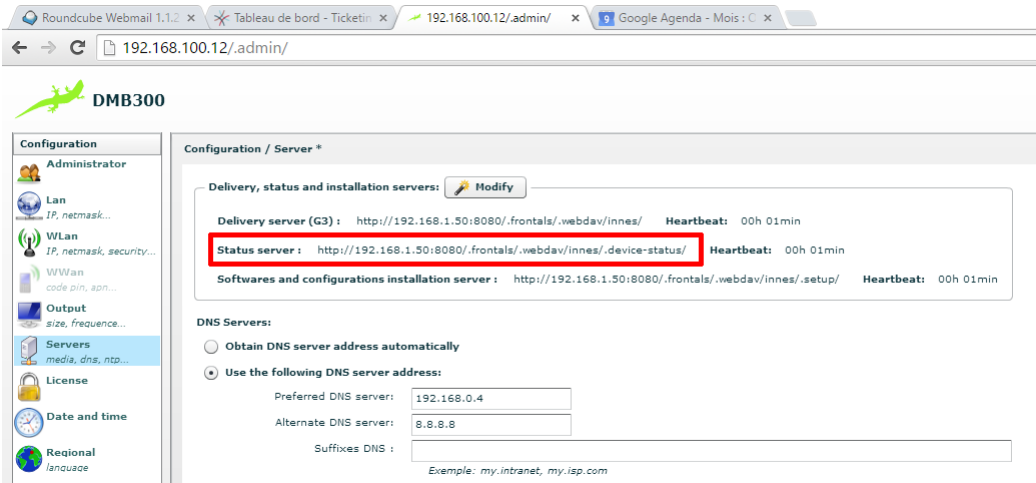 Roundcube Webmail 1.1.2 × Tableau de bord - Ticketin × 192.168.100.12/.admin/ × 9 Google Agenda - Mois : C ×
192.168.100.12/.admin/
DMB300
Configuration
Administrator
Lan
IP, netmask...
WLan
IP, netmask, security...
WWan
code pin, apn...
Output
size, frequence...
Servers
media, dns, ntp...
License
Date and time
Regional
language
Configuration / Server *
Delivery, status and installation servers: Modify
Delivery server (G3) : http://192.168.1.50:8080/.frontals/.webdav/innes/ Heartbeat: 00h 01min
Status server : http://192.168.1.50:8080/.frontals/.webdav/innes/.device-status/ Heartbeat: 00h 01min
Softwares and configurations installation server : http://192.168.1.50:8080/.frontals/.webdav/innes/.setup/ Heartbeat: 00h 01min
DNS Servers:
Obtain DNS server address automatically
Use the following DNS server address:
Preferred DNS server: 192.168.0.4
Alternate DNS server: 8.8.8.8
Suffixes DNS :
Exemple: my.intranet, my.isp.com